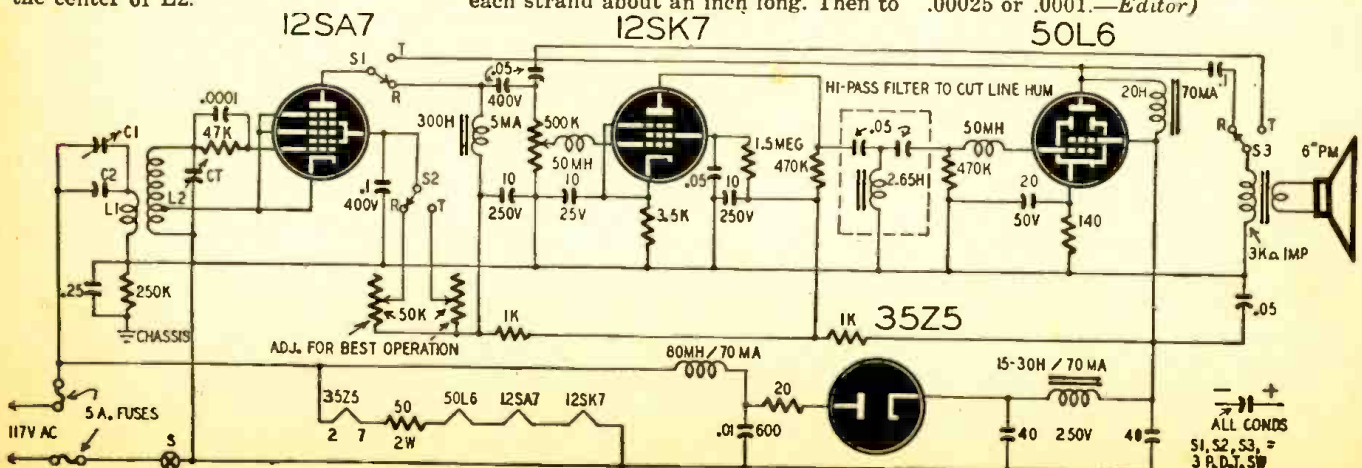 the center of L2.
each strand about an inch long. Then to
.00025 or .0001.—Editor)
12SA7
12SK7
50L6
S1
T
R
.0001
47K
C1
C2
L1
CT
L2
.05
400V
300H
5MA
500K
50MH
10
250V
10
25V
.1
400V
S2
R
T
50K
ADJ. FOR BEST OPERATION
1K
.25
250K
CHASSIS
1.5MEG
470K
.05
10
250V
3.5K
HI-PASS FILTER TO CUT LINE HUM
.05
2.65H
50MH
470K
20
50V
140
20H
70MA
.1
R
T
S3
6"PM
3KΩ IMP
.05
1K
35Z5
5 A. FUSES
117V AC
S
35Z5
2 7
50
2W
50L6
12SA7
12SK7
80MH/70 MA
20
.01
600
15-30H/70 MA
40
250V
40
- +
ALL CONDS
S1, S2, S3, =
3 P. D.T. SW